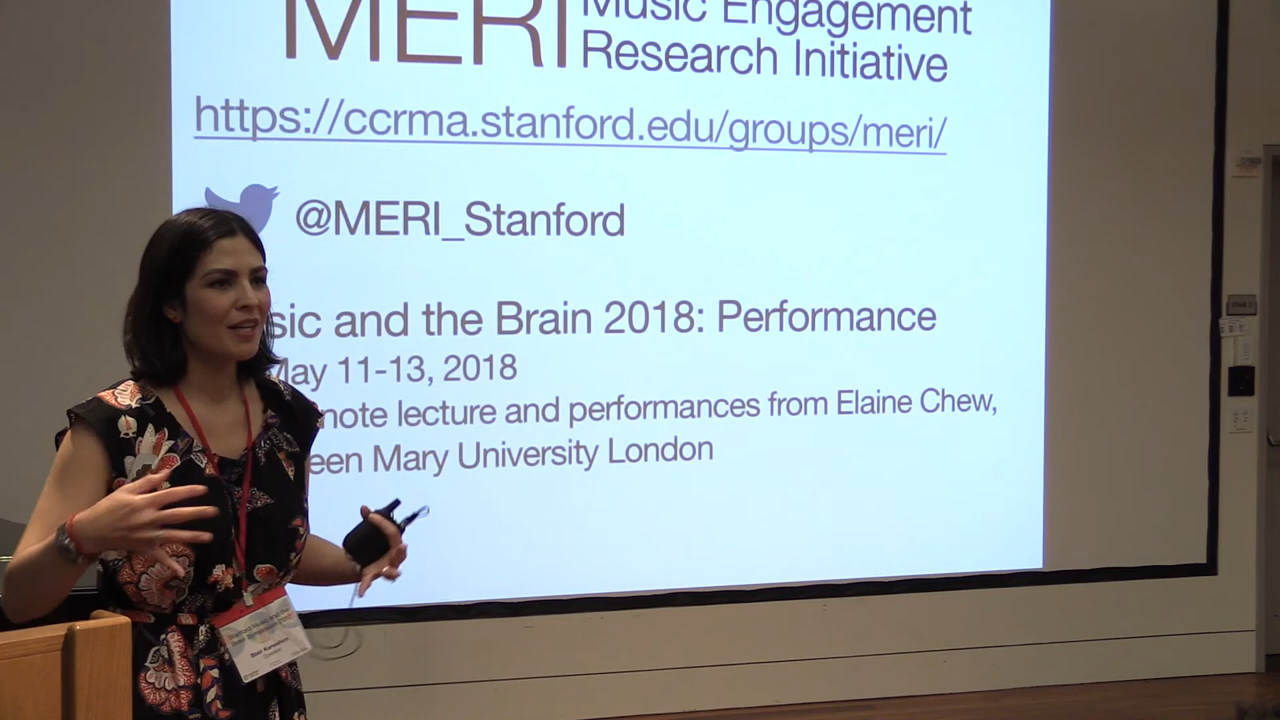 MERI
Music Engagement
Research Initiative
https://ccrma.stanford.edu/groups/meri/
@MERI_Stanford
sic and the Brain 2018: Performance
May 11-13, 2018
note lecture and performances from Elaine Chew,
een Mary University London